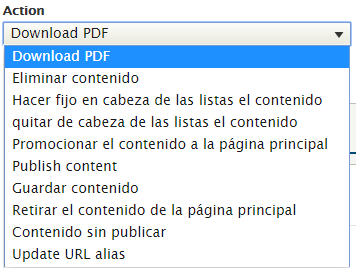 Action
Download PDF
Download PDF
Eliminar contenido
Hacer fijo en cabeza de las listas el contenido
quitar de cabeza de las listas el contenido
Promocionar el contenido a la página principal
Publish content
Guardar contenido
Retirar el contenido de la página principal
Contenido sin publicar
Update URL alias